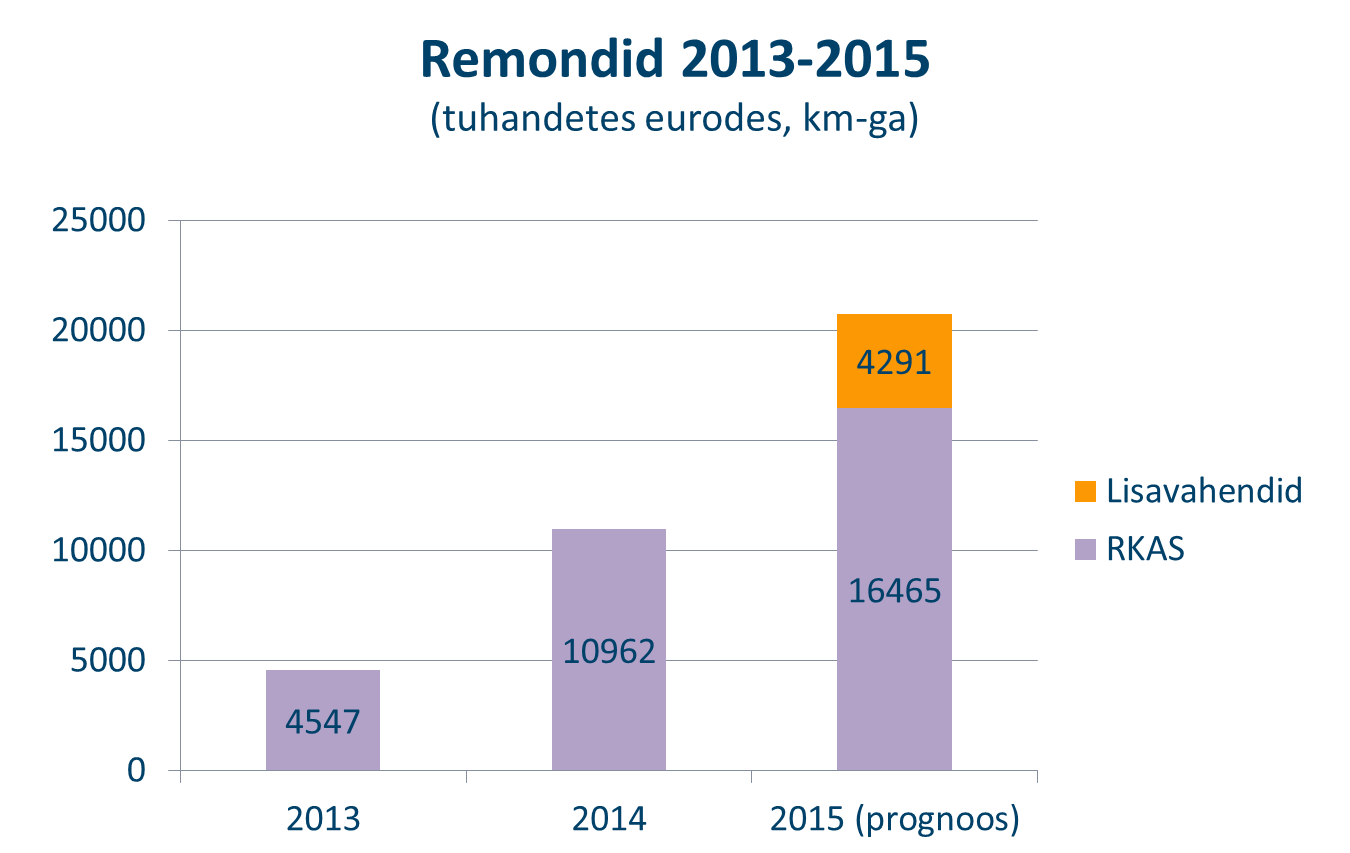 Remondid 2013-2015
(tuhandetes eurodes, km-ga)
25000
20000
15000
10000
5000
0
4547
10962
16465
4291
2013
2014
2015 (prognoos)
Lisavahendid
RKAS